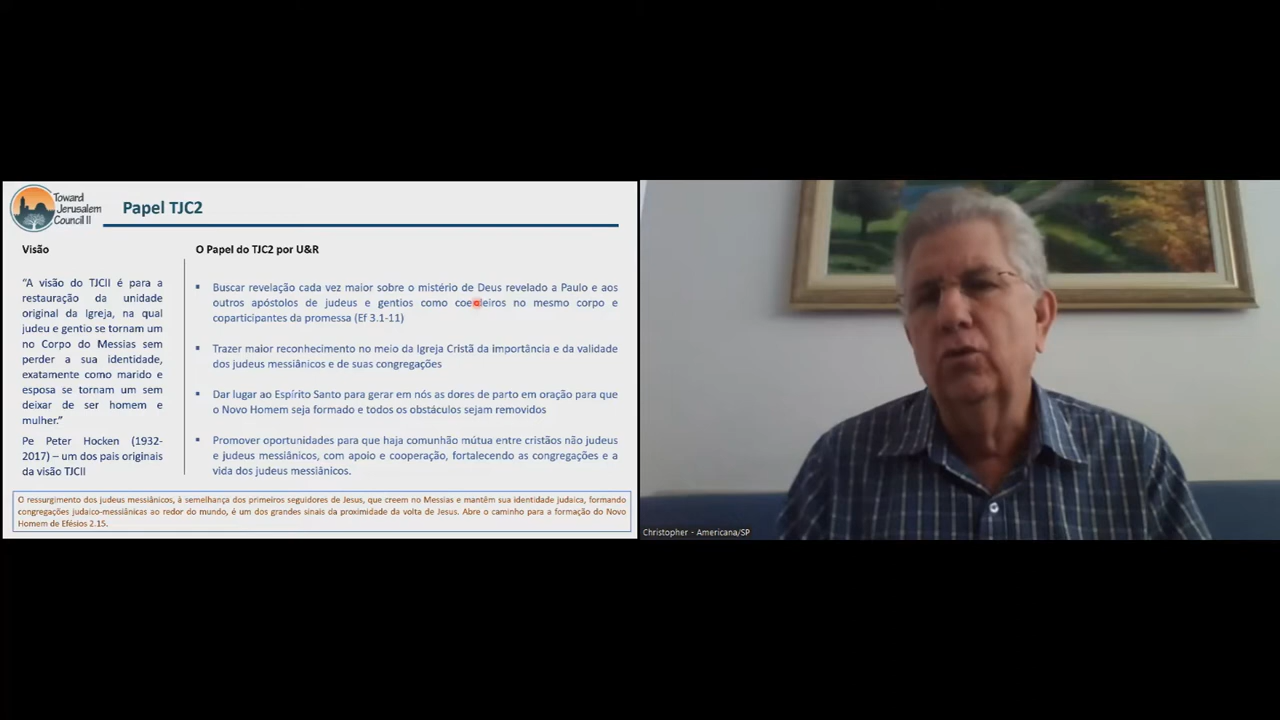 Toward
Jerusalem
Council II
Papel TJC2
Visão
“A visão do TJCII é para a
restauração da unidade
original da Igreja, na qual
judeu e gentio se tornam um
no Corpo do Messias sem
perder a sua identidade,
exatamente como marido e
esposa se tornam um sem
deixar de ser homem e
mulher.”
Pe Peter Hocken (1932-
2017) – um dos pais originais
da visão TJCII
O Papel do TJC2 por U&R
▪ Buscar revelação cada vez maior sobre o mistério de Deus revelado a Paulo e aos
outros apóstolos de judeus e gentios como no mesmo corpo e
coparticipantes da promessa (Ef 3.1-11)
▪ Trazer maior reconhecimento no meio da Igreja Cristã da importância e da validade
dos judeus messiânicos e de suas congregações
▪ Dar lugar ao Espírito Santo para gerar em nós as dores de parto em oração para que
o Novo Homem seja formado e todos os obstáculos sejam removidos
▪ Promover oportunidades para que haja comunhão mútua entre cristãos não judeus
e judeus messiânicos, com apoio e cooperação, fortalecendo as congregações e a
vida dos judeus messiânicos.
O ressurgimento dos judeus messiânicos, à semelhança dos primeiros seguidores de Jesus, que creem no Messias e mantêm sua identidade judaica, formando
congregações judaico-messiânicas ao redor do mundo, é um dos grandes sinais da proximidade da volta de Jesus. Abre o caminho para a formação do Novo
Homem de Efésios 2.15.
Christopher - Americana/SP